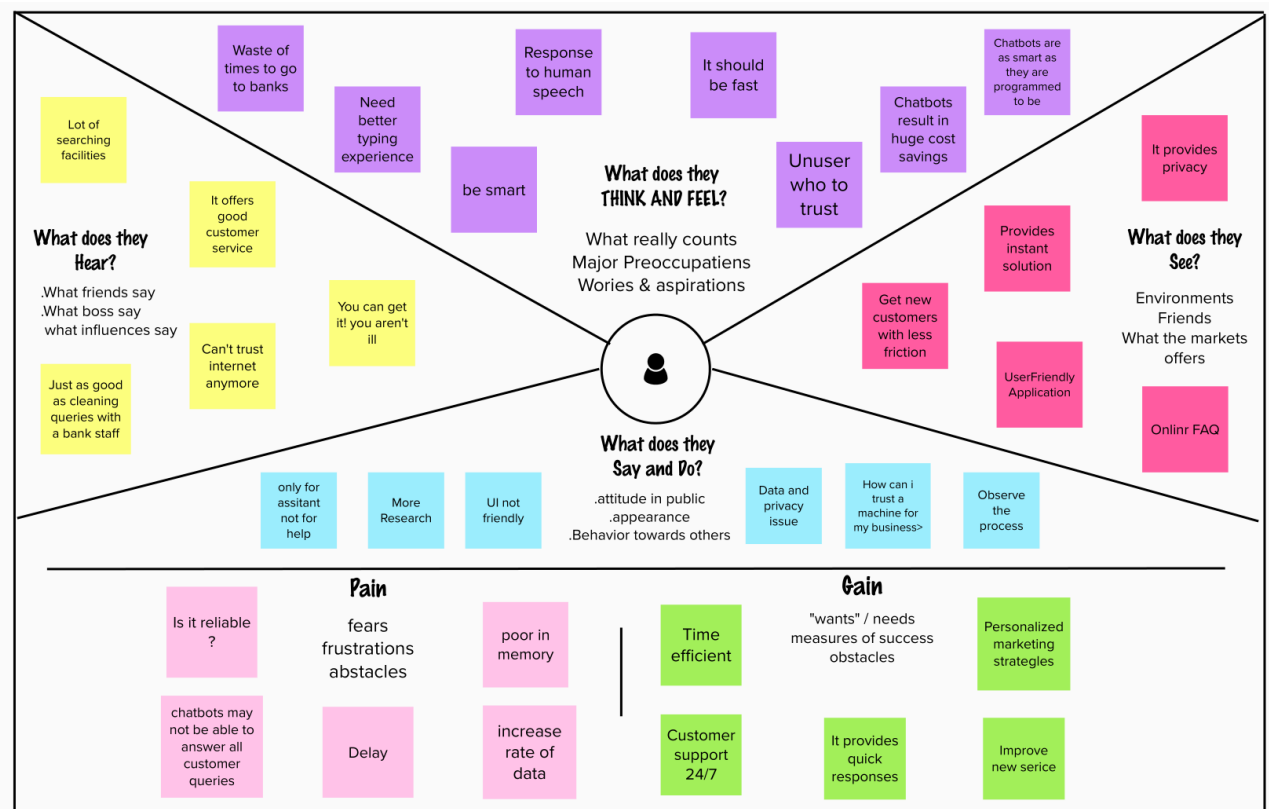 Waste of
times to go
to banks
Need
better
typing
experience
be smart
Response
to human
speech
It should
be fast
Unuser
who to
trust
Chatbots
result in
huge cost
savings
Chatbots are
as smart as
they are
programmed
to be
What does they
THINK AND FEEL?
What really counts
Major Preoccupatiens
Wories & aspirations
Lot of
searching
facilities
It offers
good
customer
service
What does they
Hear?
.What friends say
.What boss say
what influences say
You can get
it! you aren't
ill
Can't trust
internet
anymore
Just as good
as cleaning
queries with
a bank staff
It provides
privacy
Provides
instant
solution
What does they
See?
Environments
Friends
What the markets
offers
Get new
customers
with less
friction
UserFriendly
Application
Onlinr FAQ
What does they
Say and Do?
.attitude in public
.appearance
.Behavior towards others
only for
assitant
not for
help
More
Research
UI not
friendly
Data and
privacy
issue
How can i
trust a
machine for
my business>
Observe
the
process
Pain
fears
frustrations
abstacles
Is it reliable
?
poor in
memory
chatbots may
not be able to
answer all
customer
queries
Delay
increase
rate of
data
Gain
"wants" / needs
measures of success
obstacles
Time
efficient
Personalized
marketing
strategies
Customer
support
24/7
It provides
quick
responses
Improve
new serice